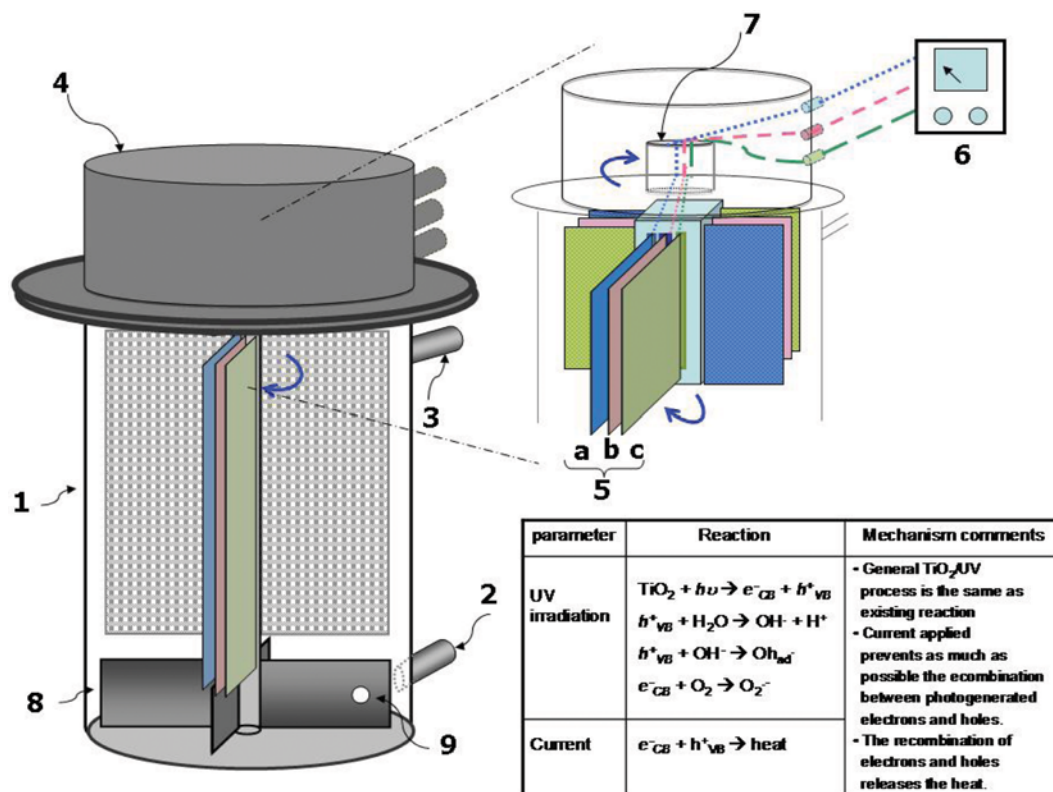 7
4
6
3
a b c
5
1
2
8
9
parameter Reaction Mechanism comments
UV
irradiation
TiO₂ + hυ → e⁻CB + h⁺VB
h⁺VB + H₂O → OH· + H⁺
h⁺VB + OH⁻ → Ohad·
e⁻CB + O₂ → O₂·⁻
- General TiO₂/UV
process is the same as
existing reaction
- Current applied
prevents as much as
possible the ecombination
between photogenerated
electrons and holes.
- The recombination of
electrons and holes
releases the heat.
Current
e⁻CB + h⁺VB → heat